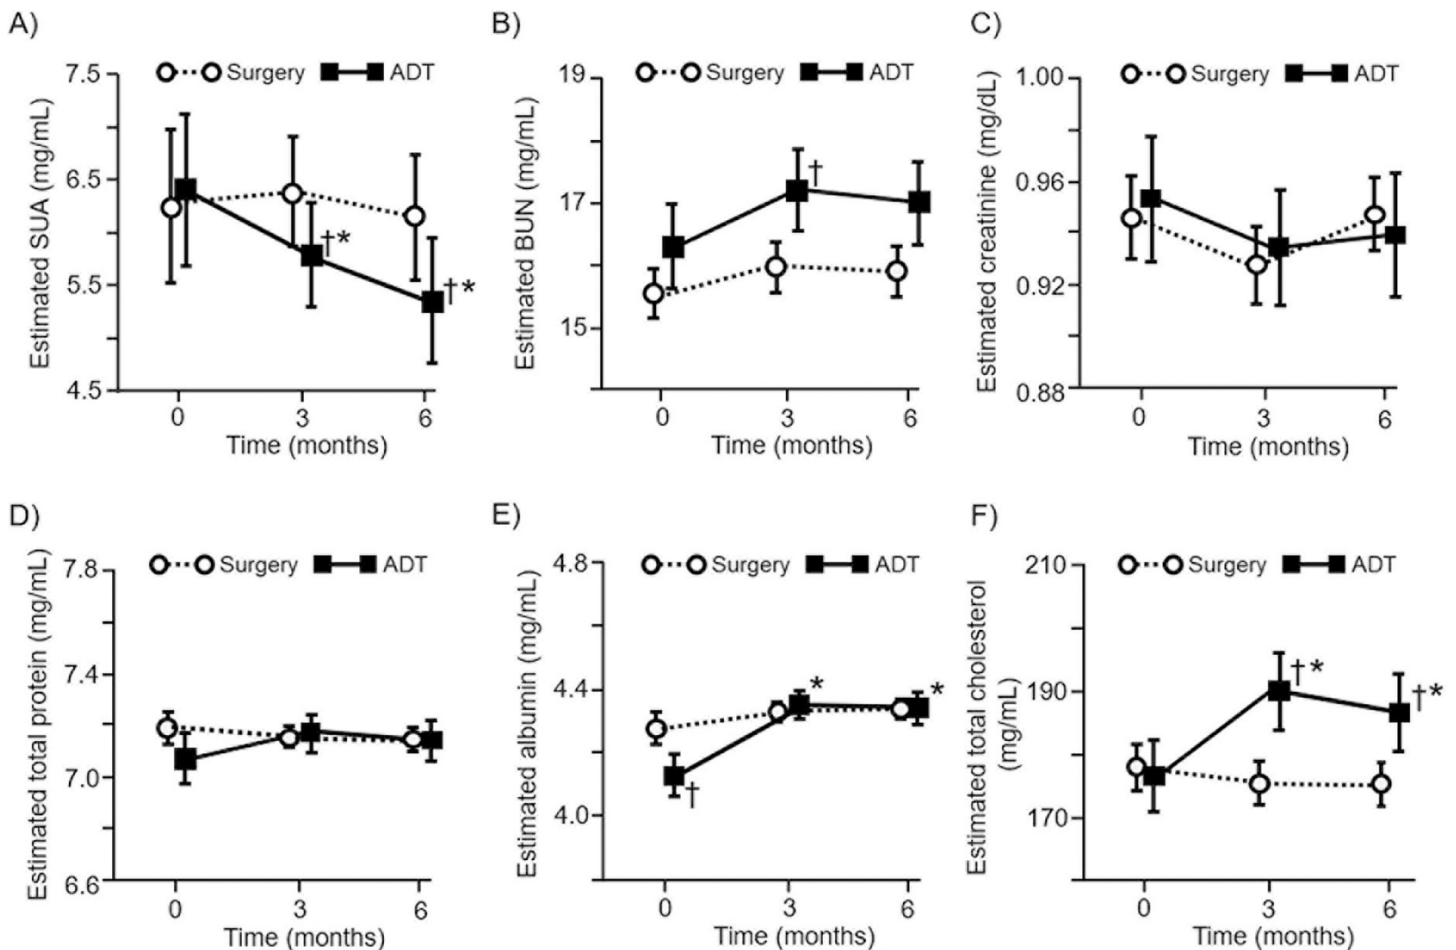 A)
Surgery ADT
Estimated SUA (mg/mL)
7.5
6.5
5.5
4.5
†*
†*
0 3 6
Time (months)
B)
Surgery ADT
Estimated BUN (mg/mL)
19
17
15
†
0 3 6
Time (months)
C)
Surgery ADT
Estimated creatinine (mg/dL)
1.00
0.96
0.92
0.88
0 3 6
Time (months)
D)
Surgery ADT
Estimated total protein (mg/mL)
7.8
7.4
7.0
6.6
0 3 6
Time (months)
E)
Surgery ADT
Estimated albumin (mg/mL)
4.8
4.4
4.0
†
*
*
0 3 6
Time (months)
F)
Surgery ADT
Estimated total cholesterol
(mg/mL)
210
190
170
†*
†*
0 3 6
Time (months)